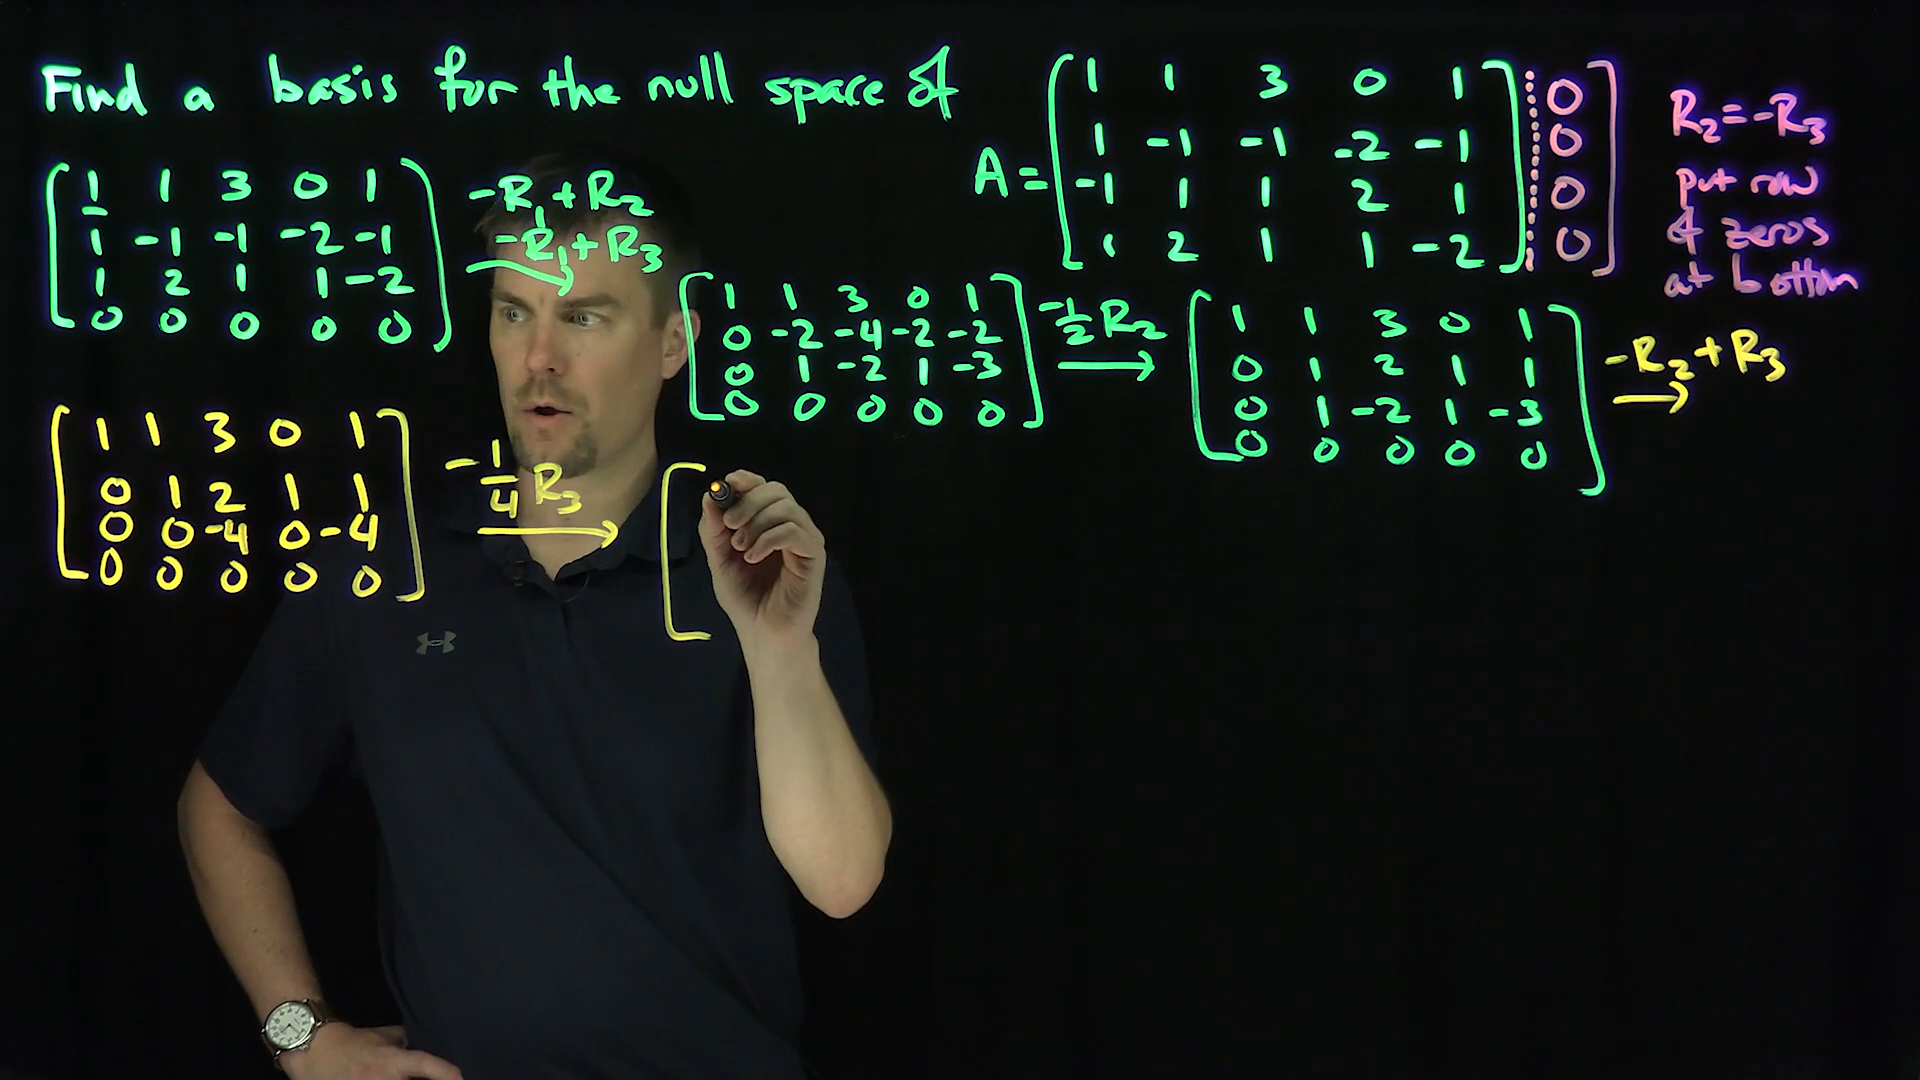 Find a basis for the null space of
A = [ 1 1 3 0 1 | 0 ]
[ 1 -1 -1 -2 -1 | 0 ]
[ -1 1 1 2 1 | 0 ]
[ 1 2 1 1 -2 | 0 ]
R₂ = -R₃
put row
of zeros
at bottom
[ 1 1 3 0 1 ]
[ 1 -1 -1 -2 -1 ]
[ 1 2 1 1 -2 ]
[ 0 0 0 0 0 ]
-R₁ + R₂
-R₁ + R₃
→
[ 1 1 3 0 1 ]
[ 0 -2 -4 -2 -2 ]
[ 0 1 -2 1 -3 ]
[ 0 0 0 0 0 ]
-1/2 R₂
→
[ 1 1 3 0 1 ]
[ 0 1 2 1 1 ]
[ 0 1 -2 1 -3 ]
[ 0 0 0 0 0 ]
-R₂ + R₃
→
[ 1 1 3 0 1 ]
[ 0 1 2 1 1 ]
[ 0 0 -4 0 -4 ]
[ 0 0 0 0 0 ]
-1/4 R₃
→
[